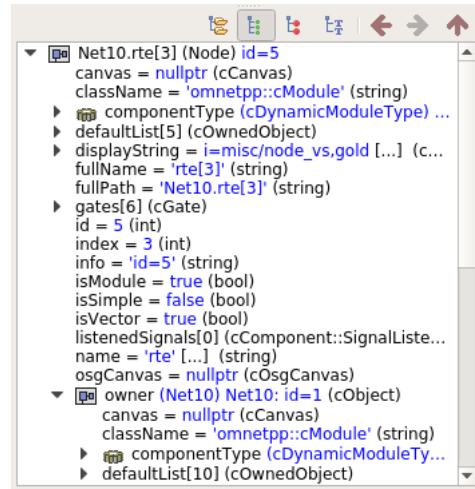 Net10.rte[3] (Node) id=5
canvas = nullptr (cCanvas)
className = 'omnetpp::cModule' (string)
componentType (cDynamicModuleType) ...
defaultList[5] (cOwnedObject)
displayString = i=misc/node_vs,gold [...] (c...
fullName = 'rte[3]' (string)
fullPath = 'Net10.rte[3]' (string)
gates[6] (cGate)
id = 5 (int)
index = 3 (int)
info = 'id=5' (string)
isModule = true (bool)
isSimple = false (bool)
isVector = true (bool)
listenedSignals[0] (cComponent::SignalListe...
name = 'rte' [...] (string)
osgCanvas = nullptr (cOsgCanvas)
owner (Net10) Net10: id=1 (cObject)
canvas = nullptr (cCanvas)
className = 'omnetpp::cModule' (string)
componentType (cDynamicModuleTy...
defaultList[10] (cOwnedObject)